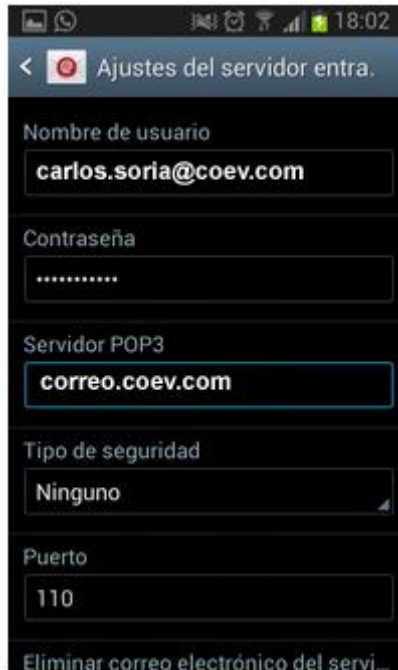 18:02
Ajustes del servidor entra.
Nombre de usuario
carlos.soria@coev.com
Contraseña
•••••••••••
Servidor POP3
correo.coev.com
Tipo de seguridad
Ninguno
Puerto
110
Eliminar correo electrónico del servi...